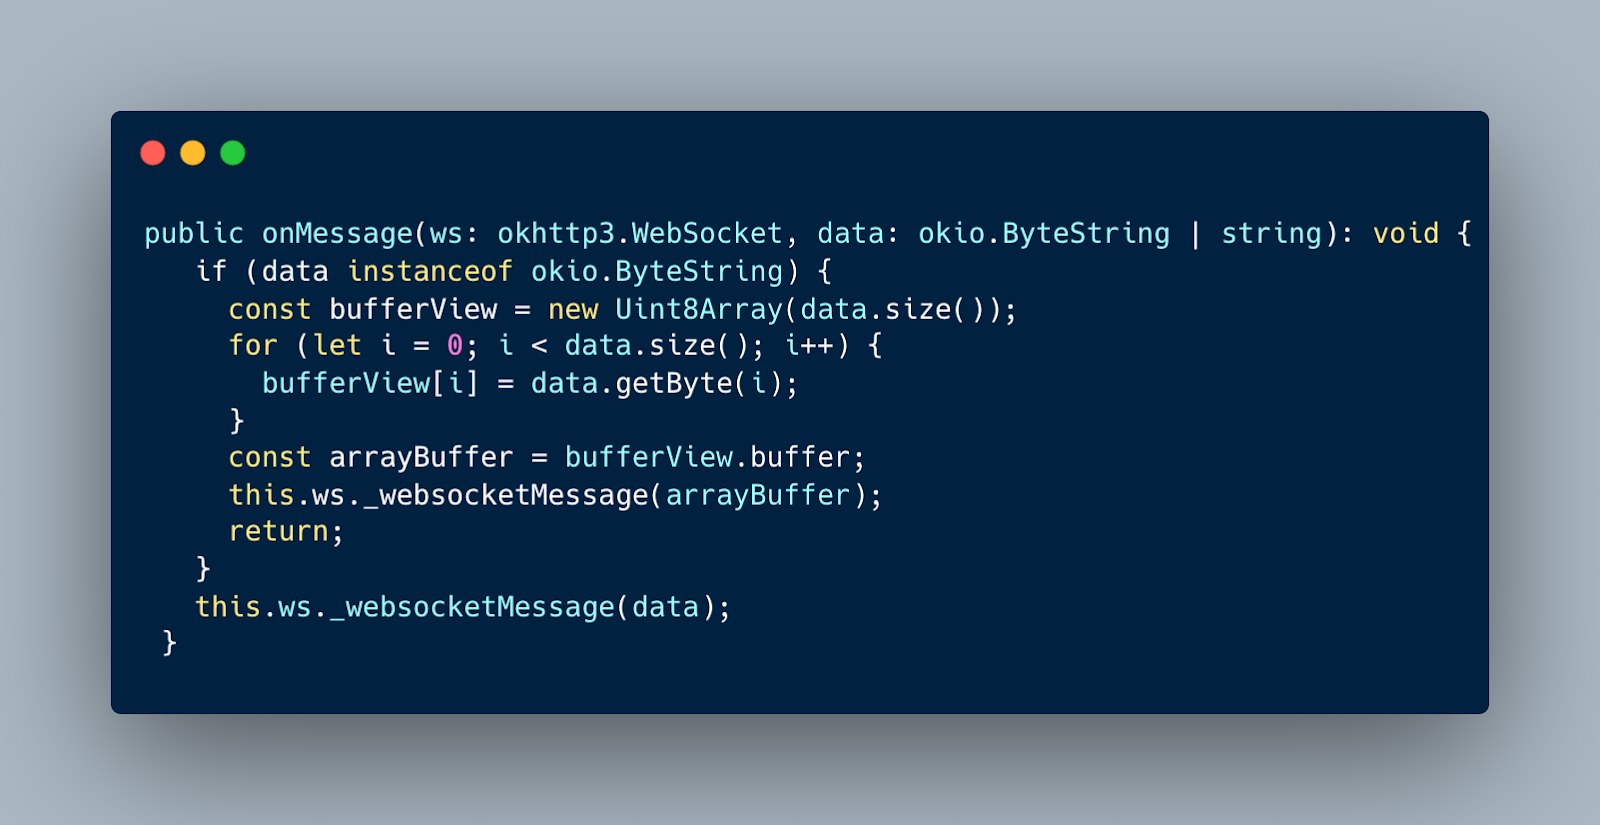 public onMessage(ws: okhttp3.WebSocket, data: okio.ByteString | string): void {
if (data instanceof okio.ByteString) {
const bufferView = new Uint8Array(data.size());
for (let i = 0; i < data.size(); i++) {
bufferView[i] = data.getByte(i);
}
const arrayBuffer = bufferView.buffer;
this.ws._websocketMessage(arrayBuffer);
return;
}
this.ws._websocketMessage(data);
}